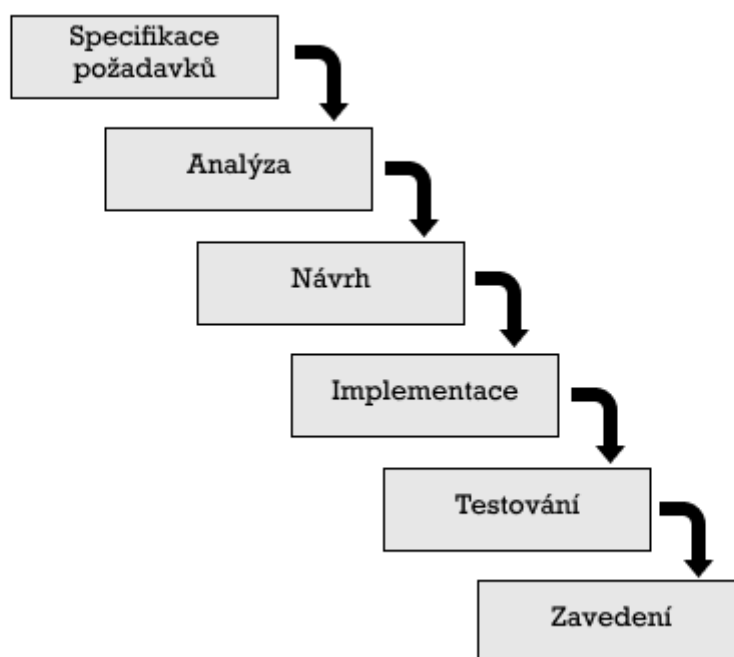 Specifikace
požadavků
Analýza
Návrh
Implementace
Testování
Zavedení